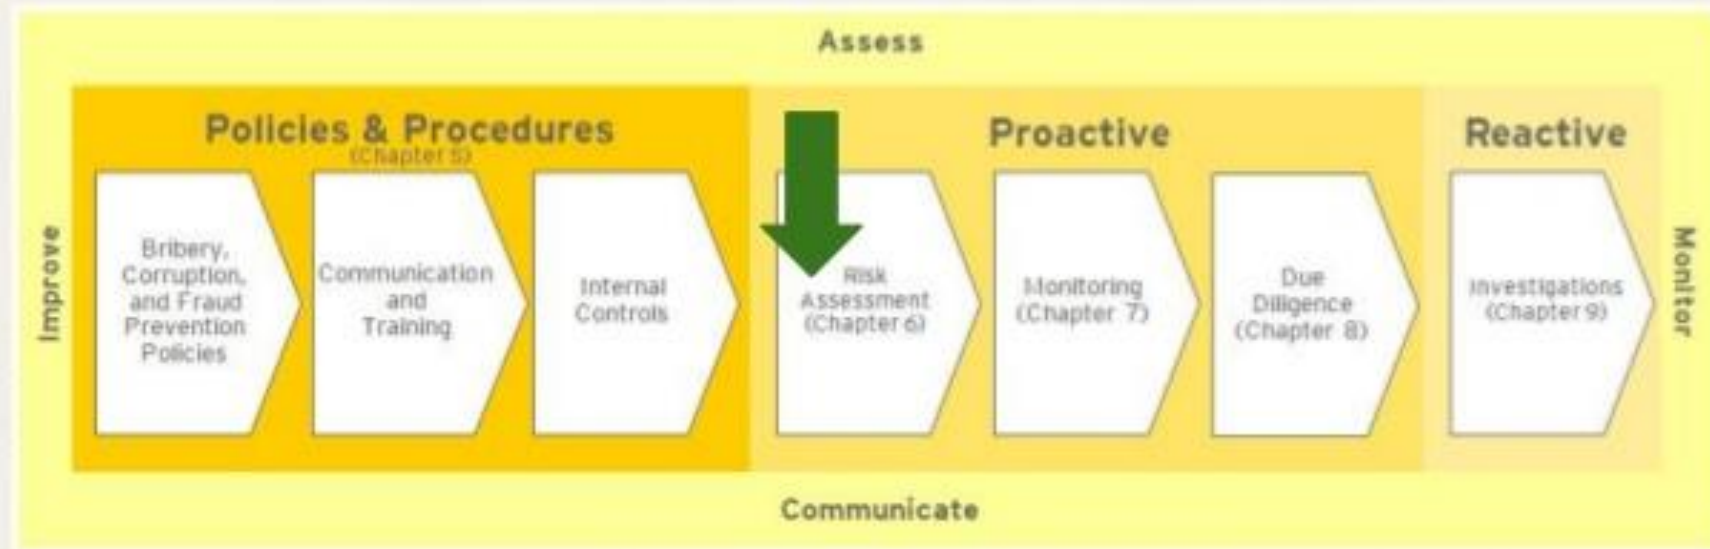 Assess
Policies & Procedures
(Chapter 5)
Proactive
Reactive
Improve
Bribery,
Corruption,
and Fraud
Prevention
Policies
Communication
and
Training
Internal
Controls
Risk
Assessment
(Chapter 6)
Monitoring
(Chapter 7)
Due
Diligence
(Chapter 8)
Investigations
(Chapter 9)
Monitor
Communicate